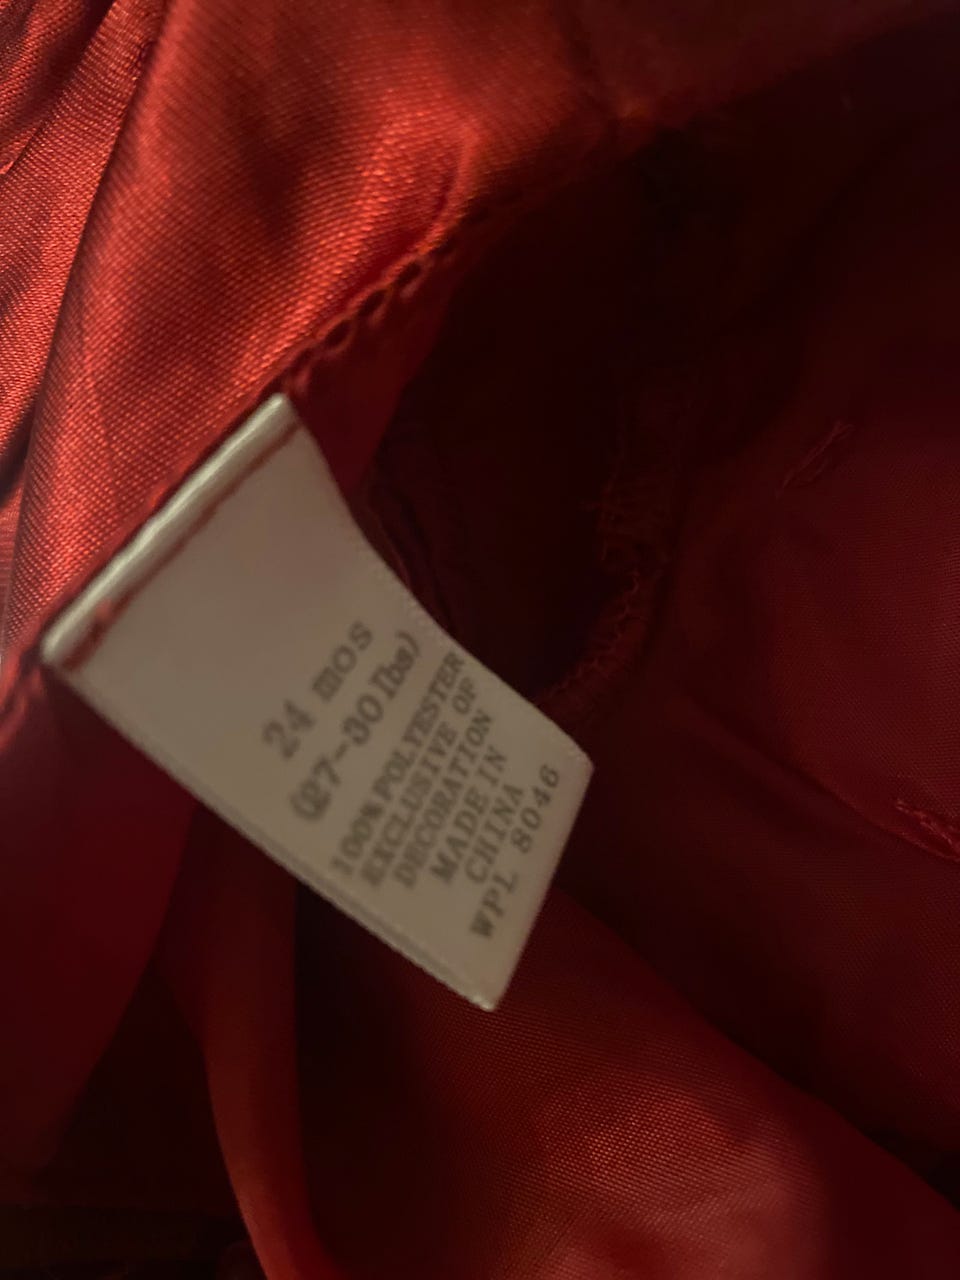 24 mos
(27-30 lbs)
100% POLYESTER
EXCLUSIVE OF
DECORATION
MADE IN
CHINA
WPL 8046